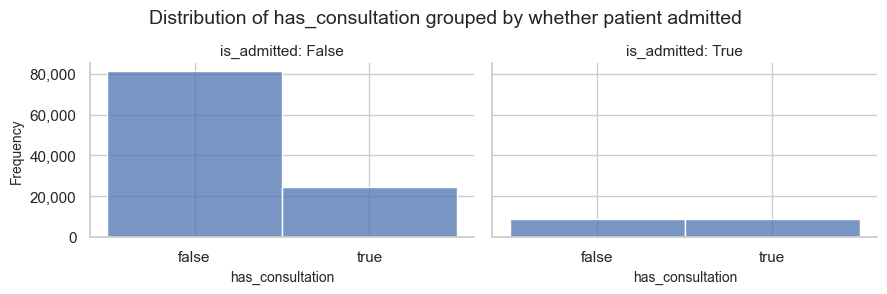 Distribution of has_consultation grouped by whether patient admitted
is_admitted: False
is_admitted: True
Frequency
80,000
60,000
40,000
20,000
0
false
true
false
true
has_consultation
has_consultation